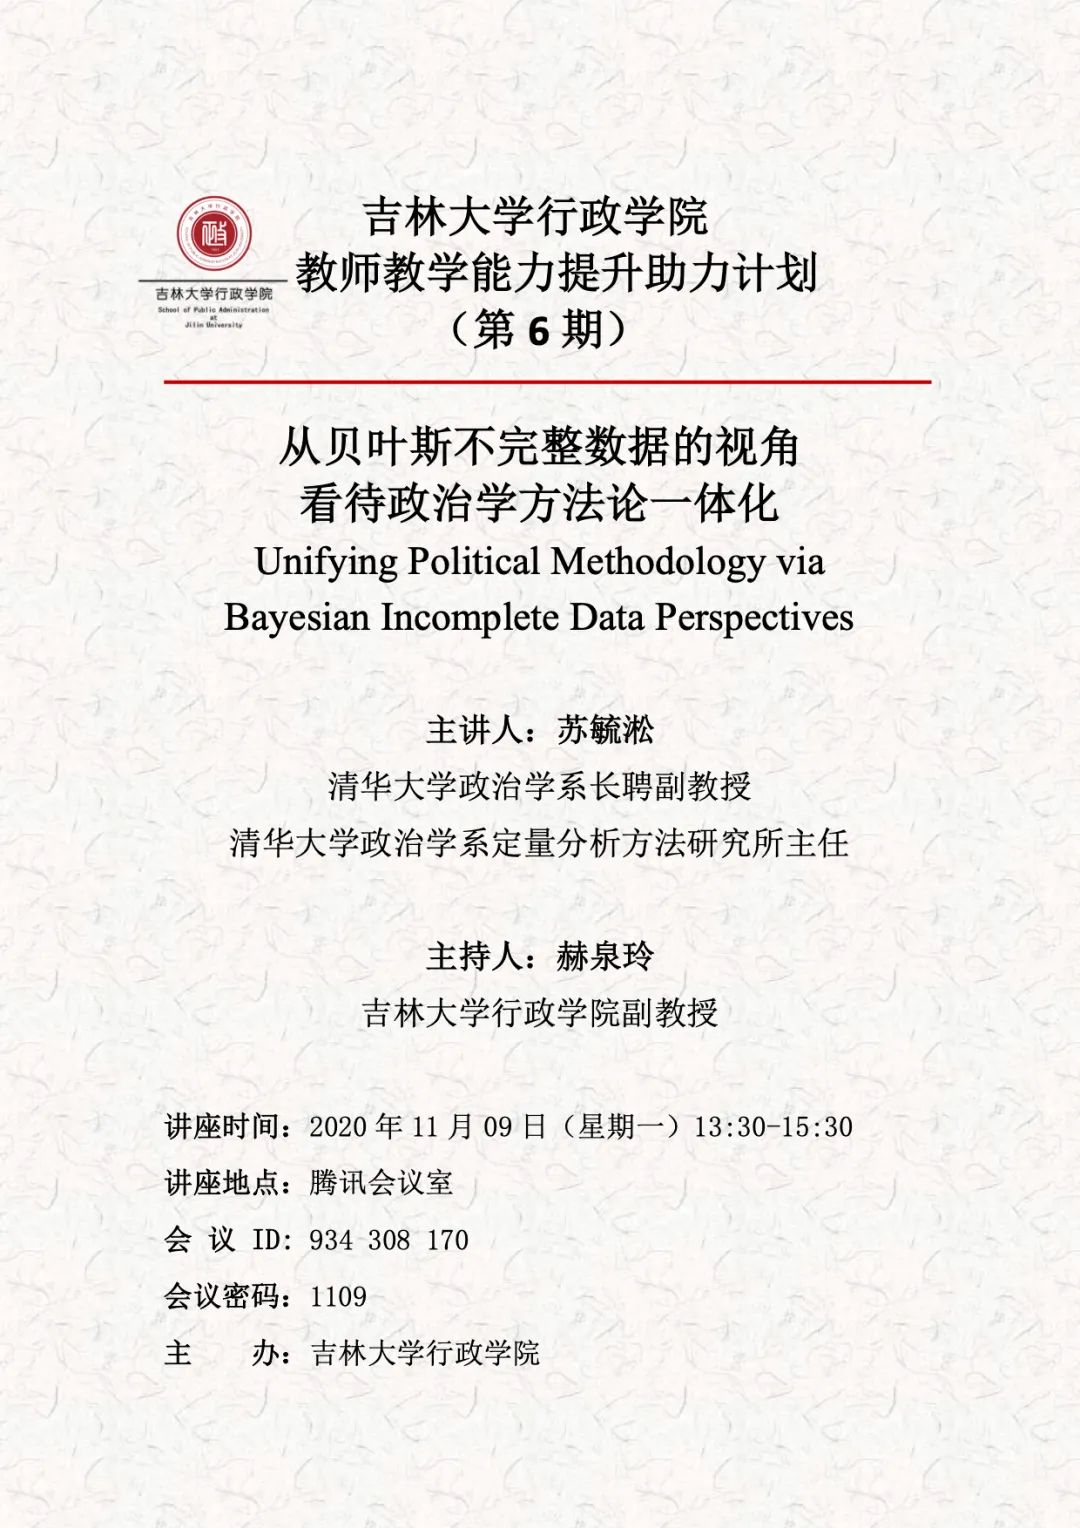 吉林大学行政学院
教师教学能力提升助力计划
（第 6 期）
吉林大学行政学院
School of Public Administration
at
Jilin University
从贝叶斯不完整数据的视角
看待政治学方法论一体化
Unifying Political Methodology via
Bayesian Incomplete Data Perspectives
主讲人：苏毓淞
清华大学政治学系长聘副教授
清华大学政治学系定量分析方法研究所主任
主持人：赫泉玲
吉林大学行政学院副教授
讲座时间：2020 年 11 月 09 日（星期一）13:30-15:30
讲座地点：腾讯会议室
会 议 ID: 934 308 170
会议密码：1109
主 办：吉林大学行政学院